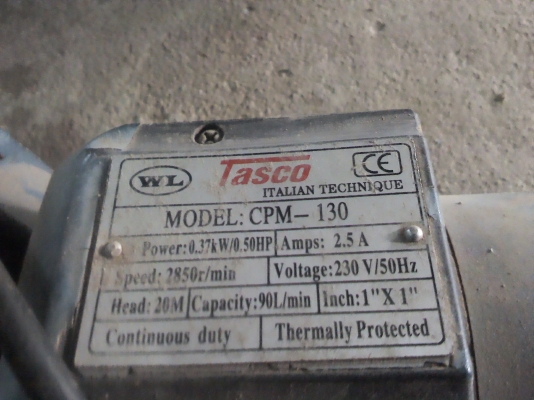 WL Tasco CE
ITALIAN TECHNIQUE
MODEL: CPM- 130
Power: 0.37kW/0.50HP Amps: 2.5 A
Speed: 2850r/min Voltage: 230 V/50Hz
Head: 20M Capacity: 90L/min Inch: 1" X 1"
Continuous duty Thermally Protected